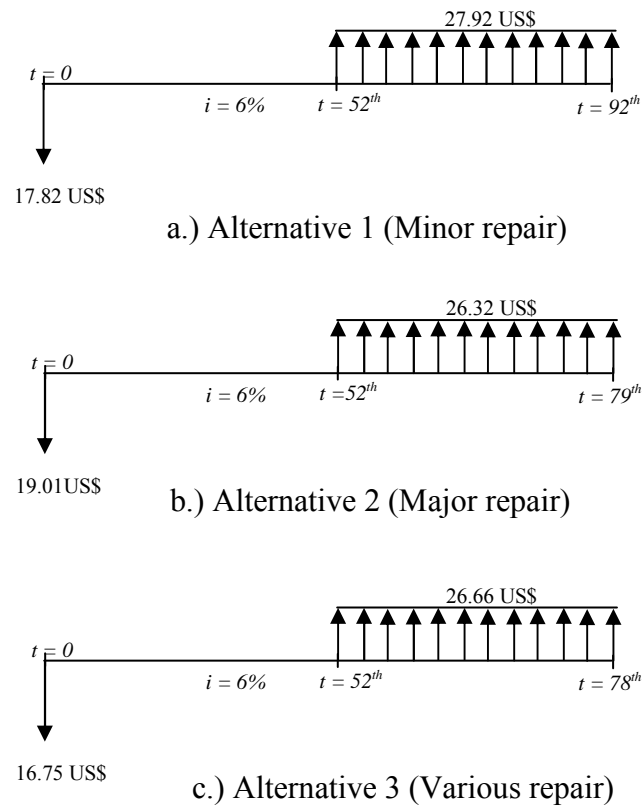 27.92 US$
t = 0
i = 6%
t = 52th
t = 92th
17.82 US$
a.) Alternative 1 (Minor repair)
26.32 US$
t = 0
i = 6%
t =52th
t = 79th
19.01US$
b.) Alternative 2 (Major repair)
26.66 US$
t = 0
i = 6%
t = 52th
t = 78th
16.75 US$
c.) Alternative 3 (Various repair)